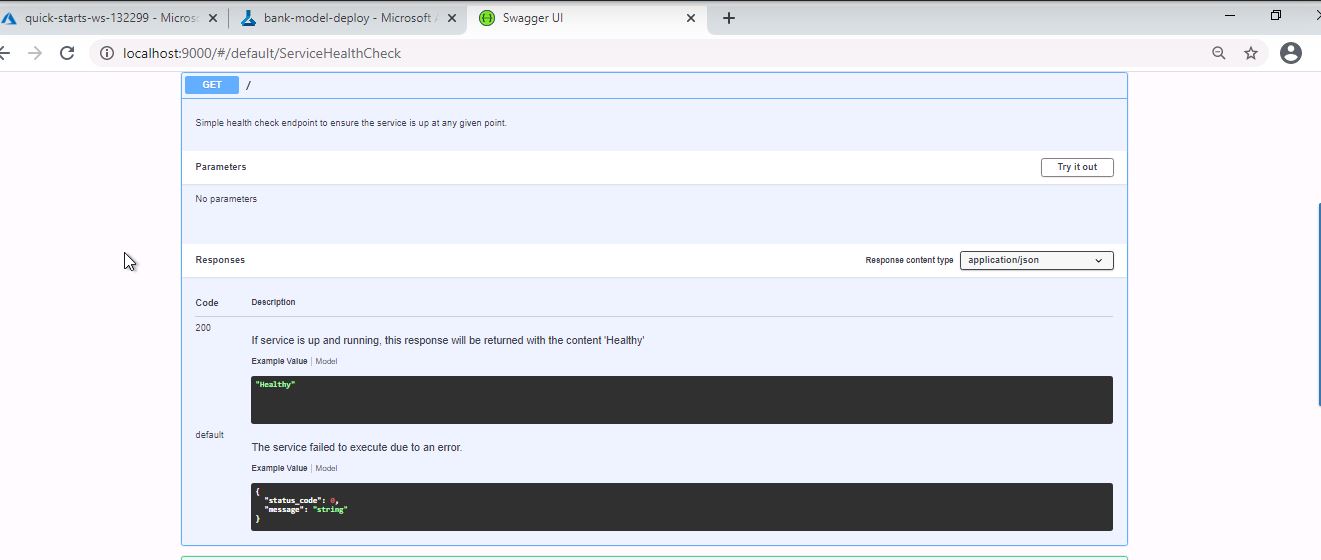 quick-starts-ws-132299 - Micros
bank-model-deploy - Microsoft A
Swagger UI
localhost:9000/#/default/ServiceHealthCheck
GET /
Simple health check endpoint to ensure the service is up at any given point.
Parameters
Try it out
No parameters
Responses
Response content type
application/json
Code Description
200
If service is up and running, this response will be returned with the content 'Healthy'
Example Value | Model
"Healthy"
default
The service failed to execute due to an error.
Example Value | Model
{
"status_code": 0,
"message": "string"
}